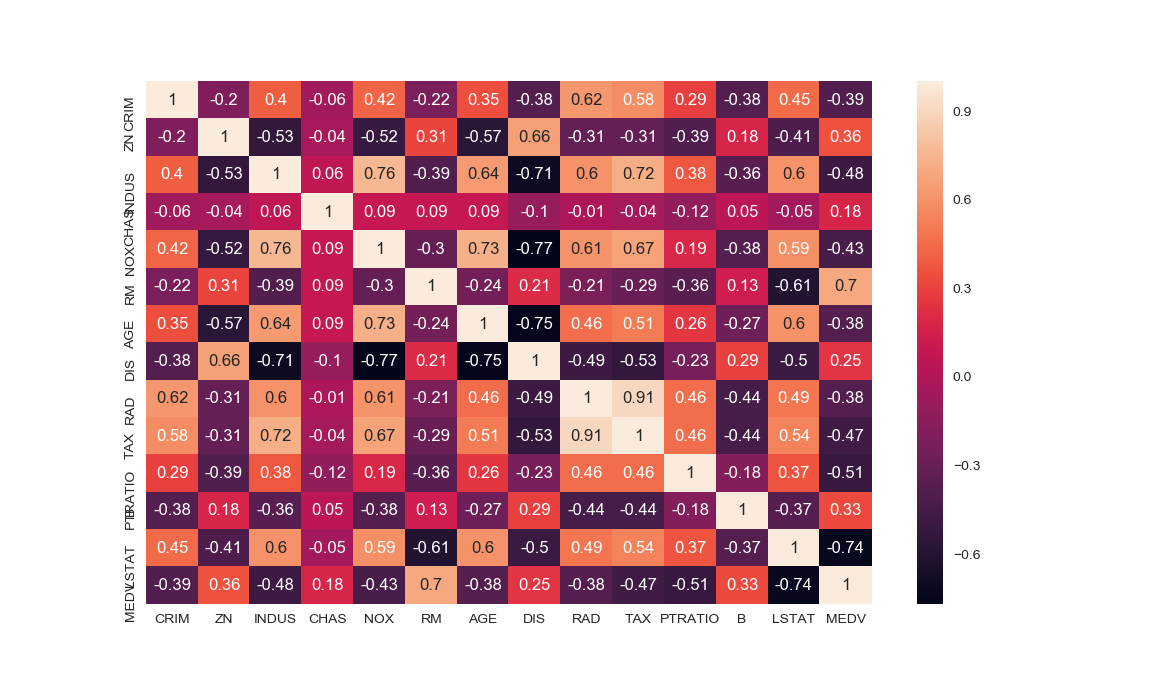 CRIM 1 -0.2 0.4 -0.06 0.42 -0.22 0.35 -0.38 0.62 0.58 0.29 -0.38 0.45 -0.39
ZN -0.2 1 -0.53 -0.04 -0.52 0.31 -0.57 0.66 -0.31 -0.31 -0.39 0.18 -0.41 0.36
INDUS 0.4 -0.53 1 0.06 0.76 -0.39 0.64 -0.71 0.6 0.72 0.38 -0.36 0.6 -0.48
CHAS -0.06 -0.04 0.06 1 0.09 0.09 0.09 -0.1 -0.01 -0.04 -0.12 0.05 -0.05 0.18
NOX 0.42 -0.52 0.76 0.09 1 -0.3 0.73 -0.77 0.61 0.67 0.19 -0.38 0.59 -0.43
RM -0.22 0.31 -0.39 0.09 -0.3 1 -0.24 0.21 -0.21 -0.29 -0.36 0.13 -0.61 0.7
AGE 0.35 -0.57 0.64 0.09 0.73 -0.24 1 -0.75 0.46 0.51 0.26 -0.27 0.6 -0.38
DIS -0.38 0.66 -0.71 -0.1 -0.77 0.21 -0.75 1 -0.49 -0.53 -0.23 0.29 -0.5 0.25
RAD 0.62 -0.31 0.6 -0.01 0.61 -0.21 0.46 -0.49 1 0.91 0.46 -0.44 0.49 -0.38
TAX 0.58 -0.31 0.72 -0.04 0.67 -0.29 0.51 -0.53 0.91 1 0.46 -0.44 0.54 -0.47
PTRATIO 0.29 -0.39 0.38 -0.12 0.19 -0.36 0.26 -0.23 0.46 0.46 1 -0.18 0.37 -0.51
B -0.38 0.18 -0.36 0.05 -0.38 0.13 -0.27 0.29 -0.44 -0.44 -0.18 1 -0.37 0.33
LSTAT 0.45 -0.41 0.6 -0.05 0.59 -0.61 0.6 -0.5 0.49 0.54 0.37 -0.37 1 -0.74
MEDV -0.39 0.36 -0.48 0.18 -0.43 0.7 -0.38 0.25 -0.38 -0.47 -0.51 0.33 -0.74 1
CRIM ZN INDUS CHAS NOX RM AGE DIS RAD TAX PTRATIO B LSTAT MEDV
0.9
0.6
0.3
0.0
−0.3
−0.6